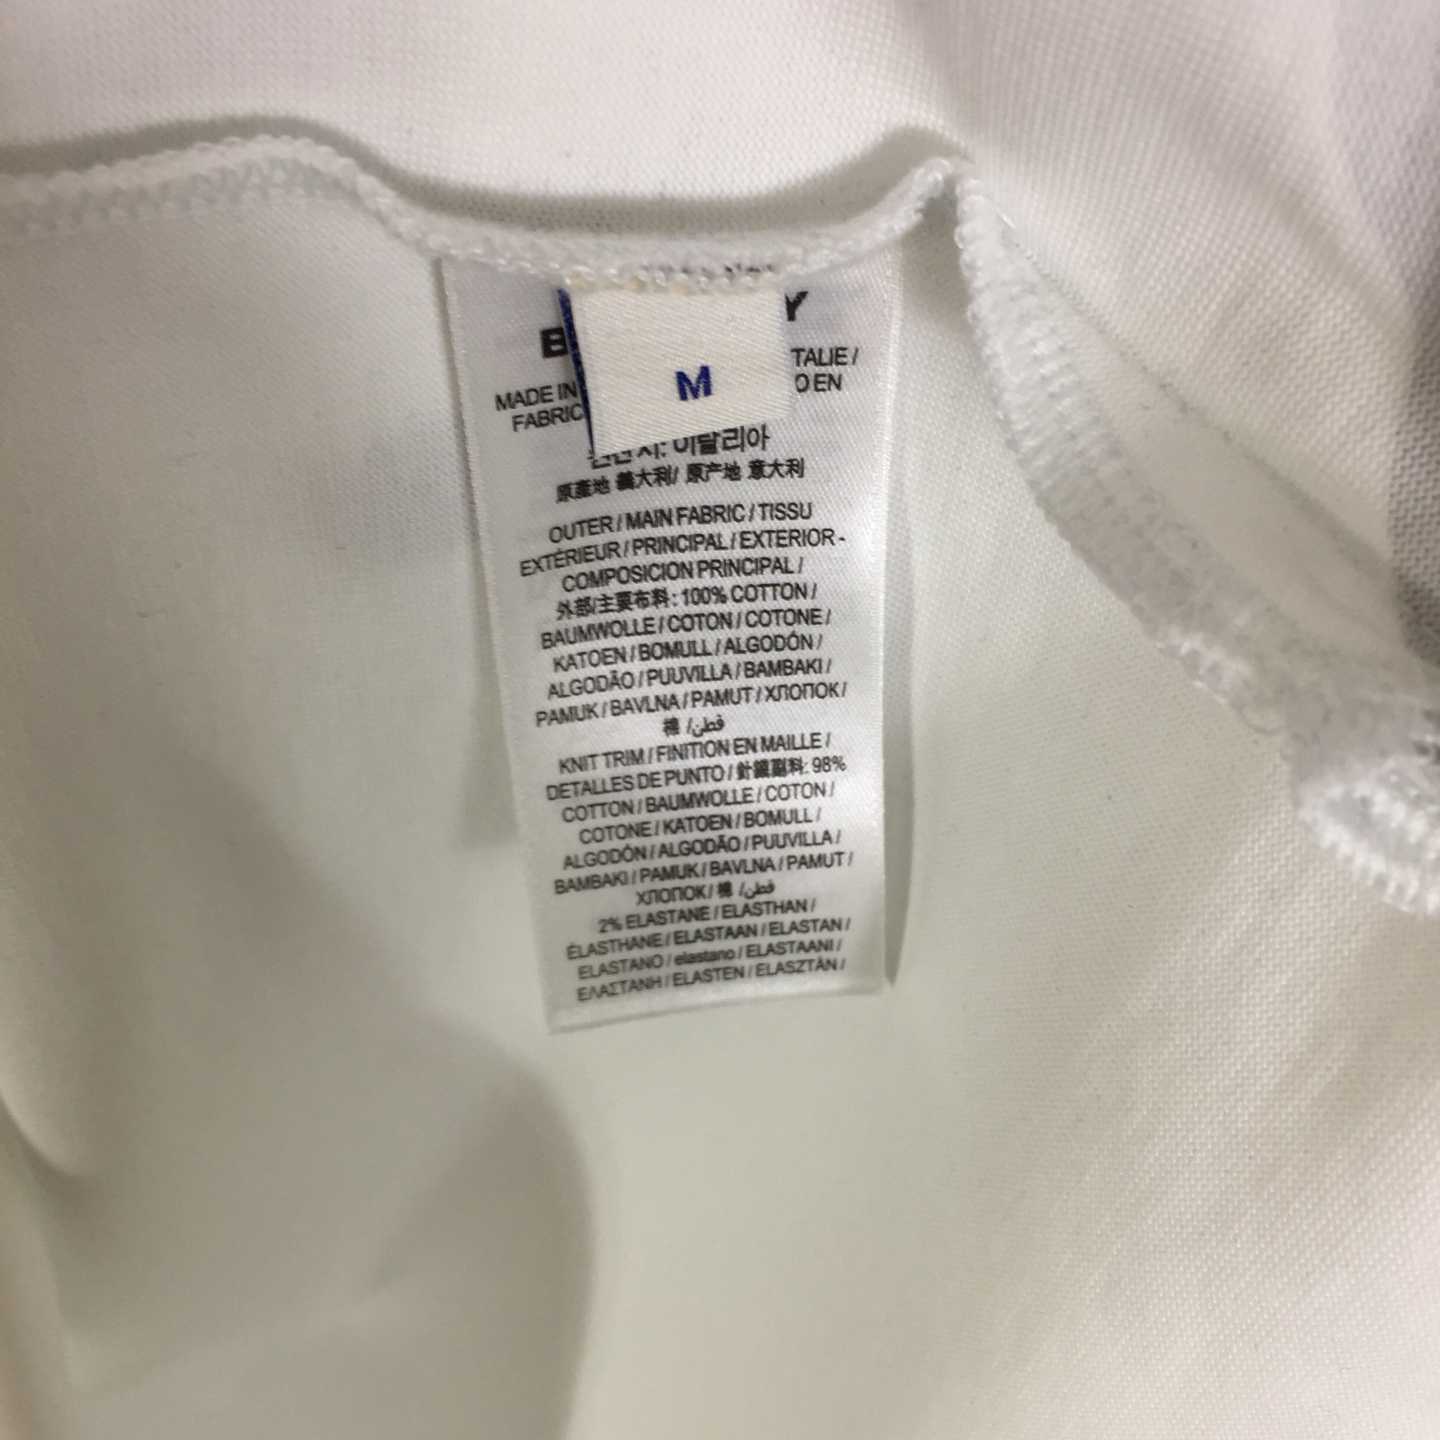 M
MADE IN TALIE /
FABRIC O EN
이탈리아
原產地 義大利/ 原产地 意大利
OUTER / MAIN FABRIC / TISSU
EXTÉRIEUR / PRINCIPAL / EXTERIOR -
COMPOSICION PRINCIPAL /
外部/主要布料: 100% COTTON /
BAUMWOLLE / COTON / COTONE /
KATOEN / BOMULL / ALGODÓN /
ALGODÃO / PUUVILLA / BAMBAKI /
PAMUK / BAVLNA / PAMUT / ХЛОПОК /
棉 /قطن
KNIT TRIM / FINITION EN MAILLE /
DETALLES DE PUNTO / 針織副料: 98%
COTTON / BAUMWOLLE / COTON /
COTONE / KATOEN / BOMULL /
ALGODÓN / ALGODÃO / PUUVILLA /
BAMBAKI / PAMUK / BAVLNA / PAMUT /
ХЛОПОК / 棉 /قطن
2% ELASTANE / ELASTHAN /
ÉLASTHANE / ELASTAAN / ELASTAN /
ELASTANO / elastano / ELASTAANI /
ΕΛΑΣΤΑΝΗ / ELASTEN / ELASZTÁN /